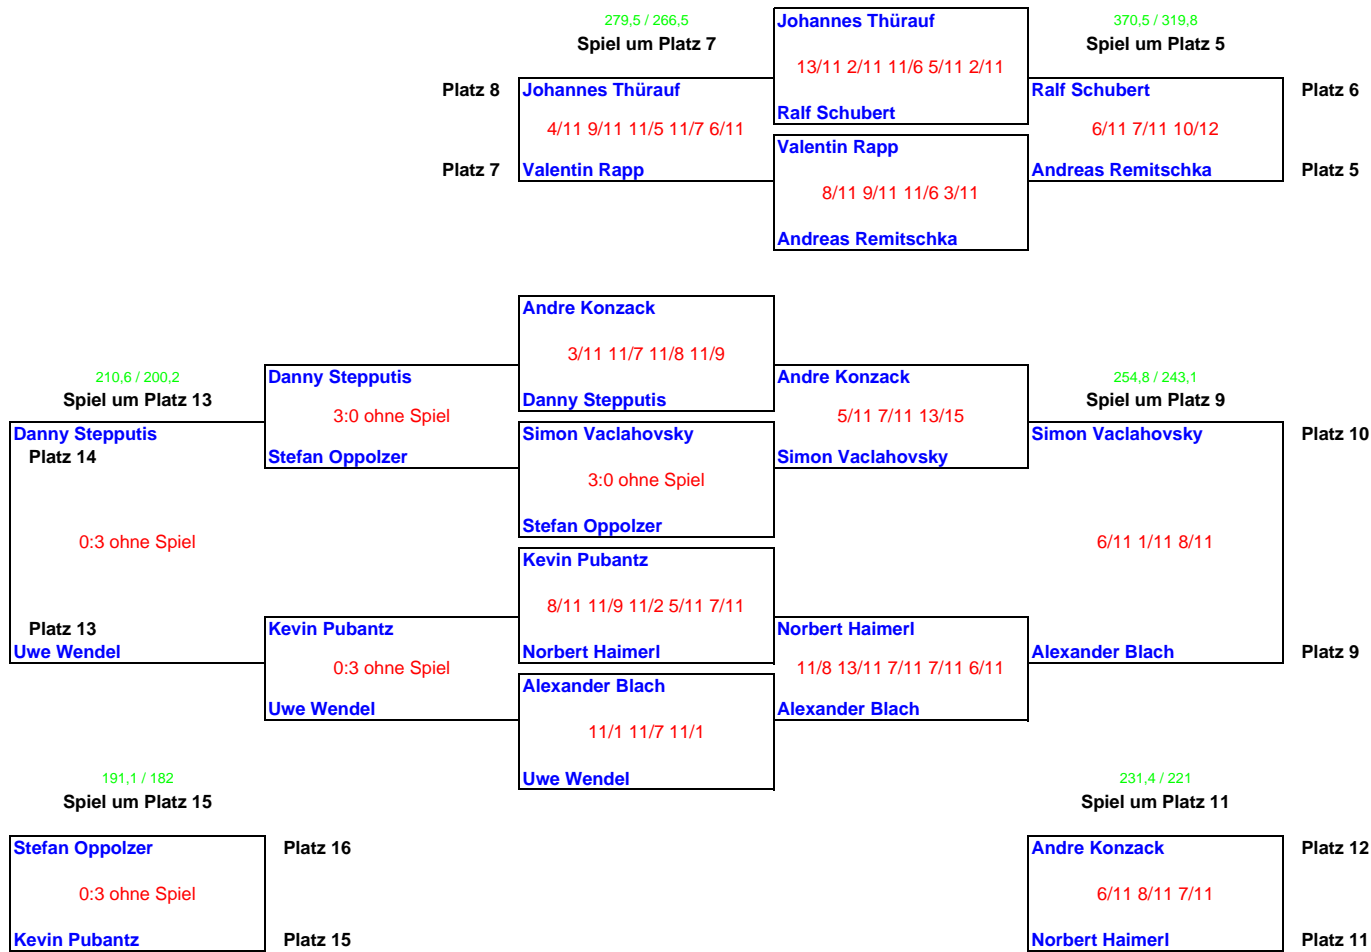 279,5 / 266,5 Johannes Thürauf 370,5 / 319,8
Spiel um Platz 7 Spiel um Platz 5
13/11 2/11 11/6 5/11 2/11
Platz 8 Johannes Thürauf Ralf Schubert Platz 6
Ralf Schubert
4/11 9/11 11/5 11/7 6/11 6/11 7/11 10/12
Valentin Rapp
Platz 7 Valentin Rapp Andreas Remitschka Platz 5
8/11 9/11 11/6 3/11
Andreas Remitschka
Andre Konzack
3/11 11/7 11/8 11/9
210,6 / 200,2 Danny Stepputis Andre Konzack 254,8 / 243,1
Spiel um Platz 13 Danny Stepputis Spiel um Platz 9
3:0 ohne Spiel 5/11 7/11 13/15
Danny Stepputis Simon Vaclahovsky Simon Vaclahovsky Platz 10
Platz 14 Stefan Oppolzer Simon Vaclahovsky
3:0 ohne Spiel
Stefan Oppolzer
0:3 ohne Spiel 6/11 1/11 8/11
Kevin Pubantz
8/11 11/9 11/2 5/11 7/11
Platz 13 Kevin Pubantz Norbert Haimerl
Uwe Wendel Norbert Haimerl Alexander Blach Platz 9
0:3 ohne Spiel 11/8 13/11 7/11 7/11 6/11
Alexander Blach
Uwe Wendel Alexander Blach
11/1 11/7 11/1
191,1 / 182 Uwe Wendel 231,4 / 221
Spiel um Platz 15 Spiel um Platz 11
Stefan Oppolzer Platz 16 Andre Konzack Platz 12
0:3 ohne Spiel 6/11 8/11 7/11
Kevin Pubantz Platz 15 Norbert Haimerl Platz 11